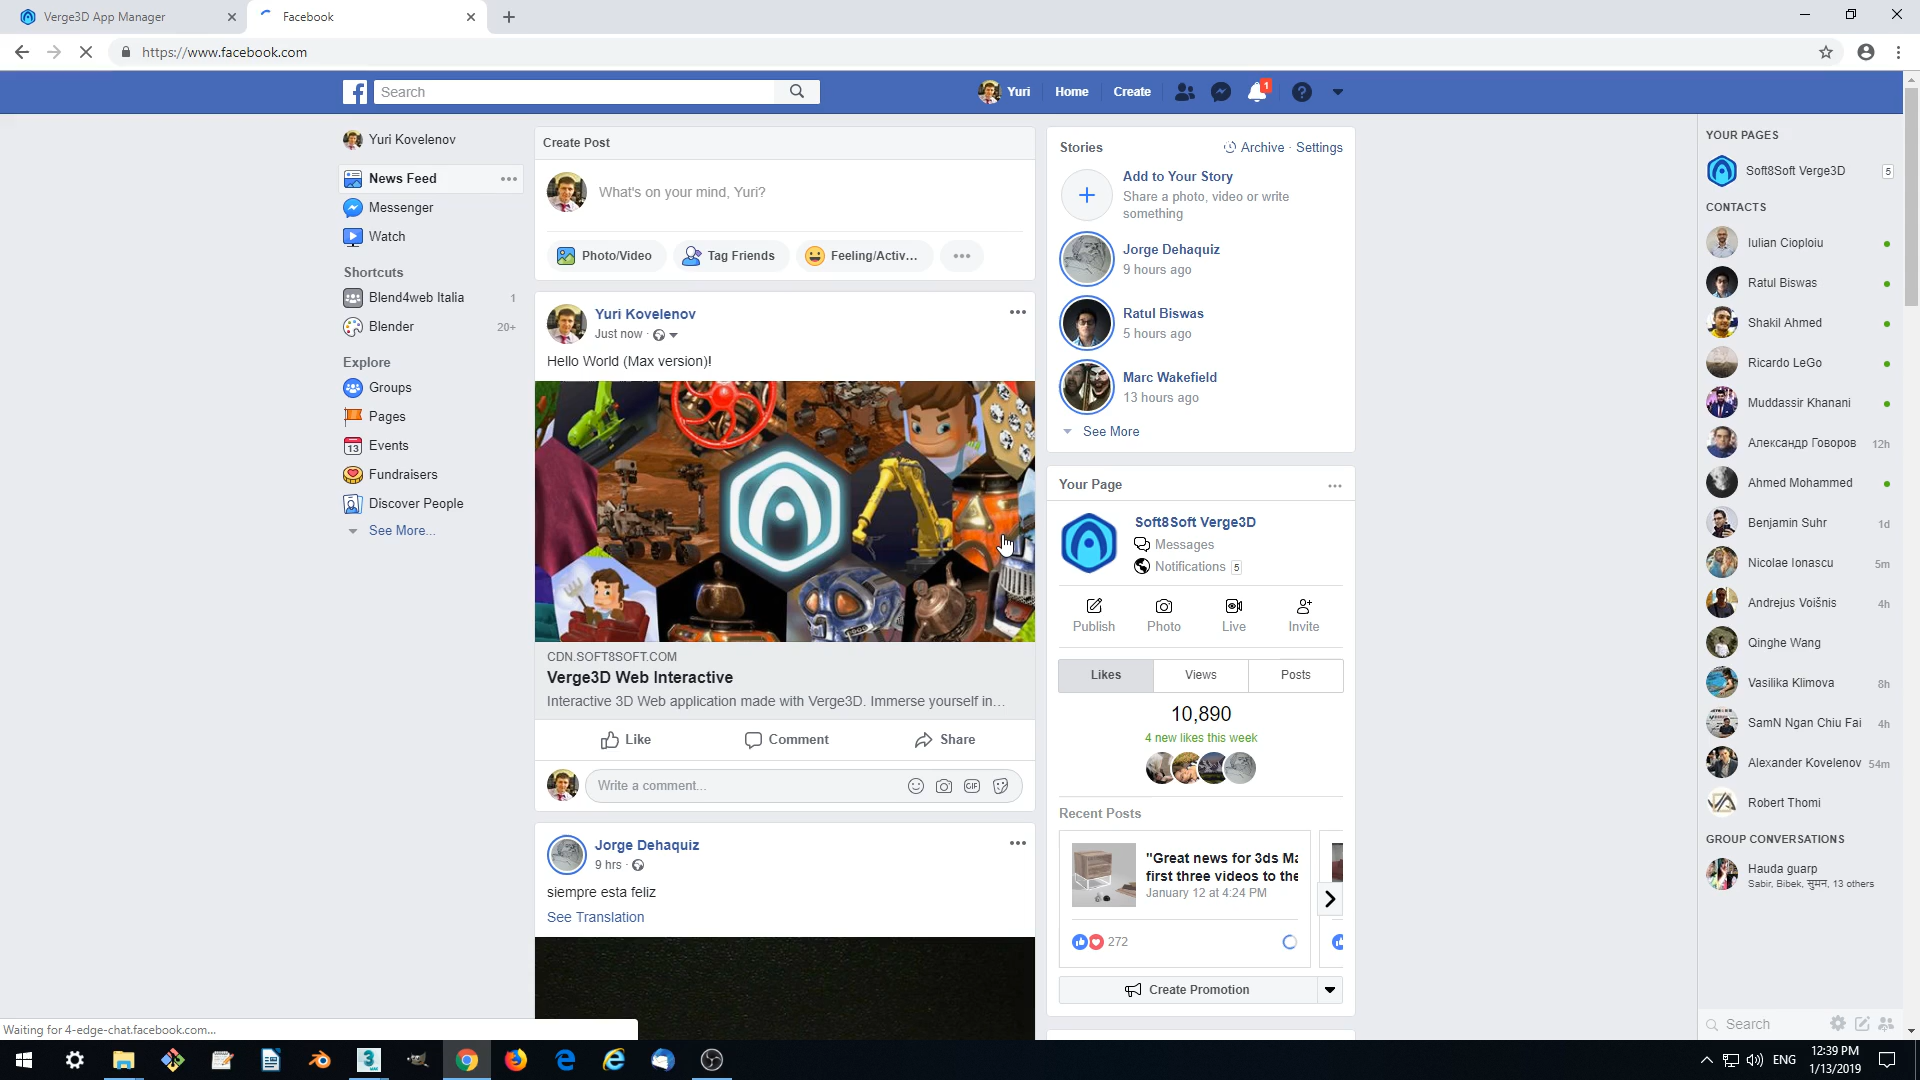 Verge3D App Manager
Facebook
https://www.facebook.com
Search
Yuri
Home
Create
1
Yuri Kovelenov
News Feed
Messenger
Watch
Shortcuts
Blend4web Italia 1
Blender 20+
Explore
Groups
Pages
13 Events
Fundraisers
Discover People
See More...
Create Post
What's on your mind, Yuri?
Photo/Video
Tag Friends
Feeling/Activ...
Yuri Kovelenov
Just now ·
Hello World (Max version)!
CDN.SOFT8SOFT.COM
Verge3D Web Interactive
Interactive 3D Web application made with Verge3D. Immerse yourself in...
Like
Comment
Share
Write a comment...
GIF
Jorge Dehaquiz
9 hrs ·
siempre esta feliz
See Translation
Stories
Archive · Settings
Add to Your Story
Share a photo, video or write
something
Jorge Dehaquiz
9 hours ago
Ratul Biswas
5 hours ago
Marc Wakefield
13 hours ago
See More
Your Page
Soft8Soft Verge3D
Messages
Notifications 5
Publish
Photo
Live
Invite
Likes
Views
Posts
10,890
4 new likes this week
Recent Posts
"Great news for 3ds Ma
first three videos to the
January 12 at 4:24 PM
272
Create Promotion
YOUR PAGES
Soft8Soft Verge3D 5
CONTACTS
Iulian Cioploiu
Ratul Biswas
Shakil Ahmed
Ricardo LeGo
Muddassir Khanani
Александр Говоров 12h
Ahmed Mohammed
Benjamin Suhr 1d
Nicolae Ionascu 5m
Andrejus Voišnis 4h
Qinghe Wang
Vasilika Klimova 8h
SamN Ngan Chiu Fai 4h
Alexander Kovelenov 54m
Robert Thomi
GROUP CONVERSATIONS
Hauda guarp
Sabir, Bibek, सुमन, 13 others
Search
Waiting for 4-edge-chat.facebook.com...
ENG
12:39 PM
1/13/2019